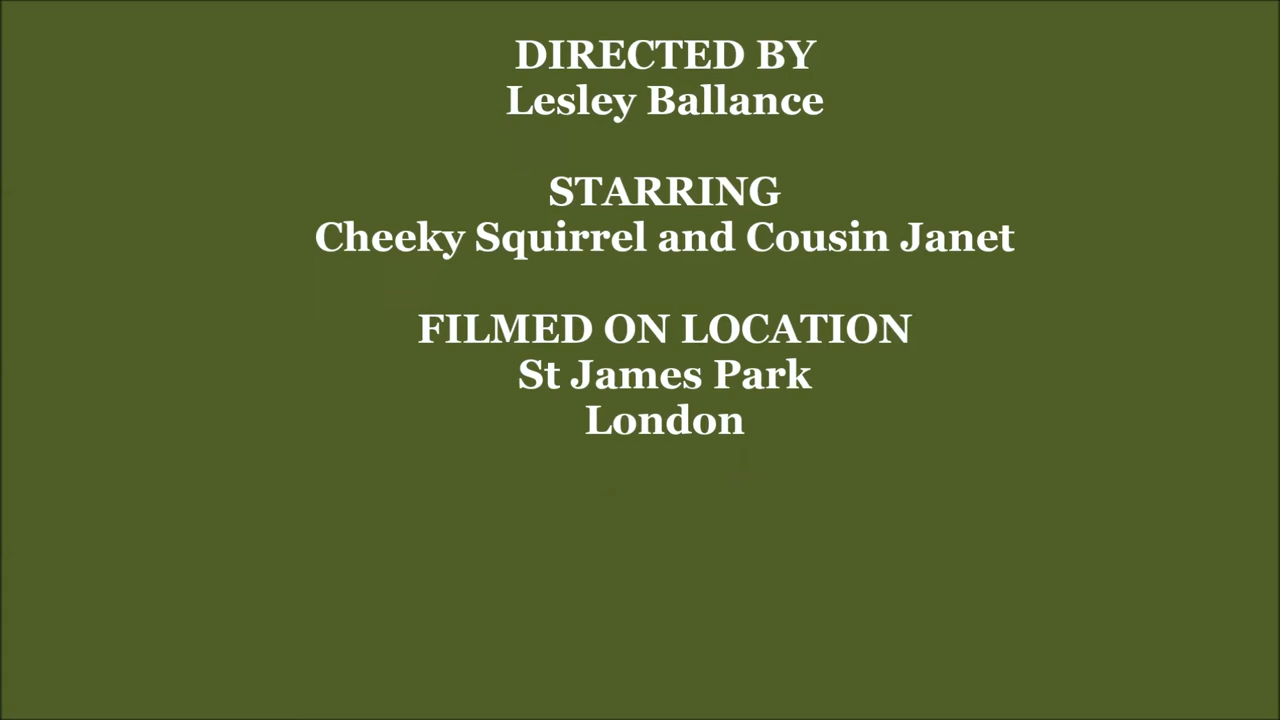 DIRECTED BY
Lesley Ballance
STARRING
Cheeky Squirrel and Cousin Janet
FILMED ON LOCATION
St James Park
London